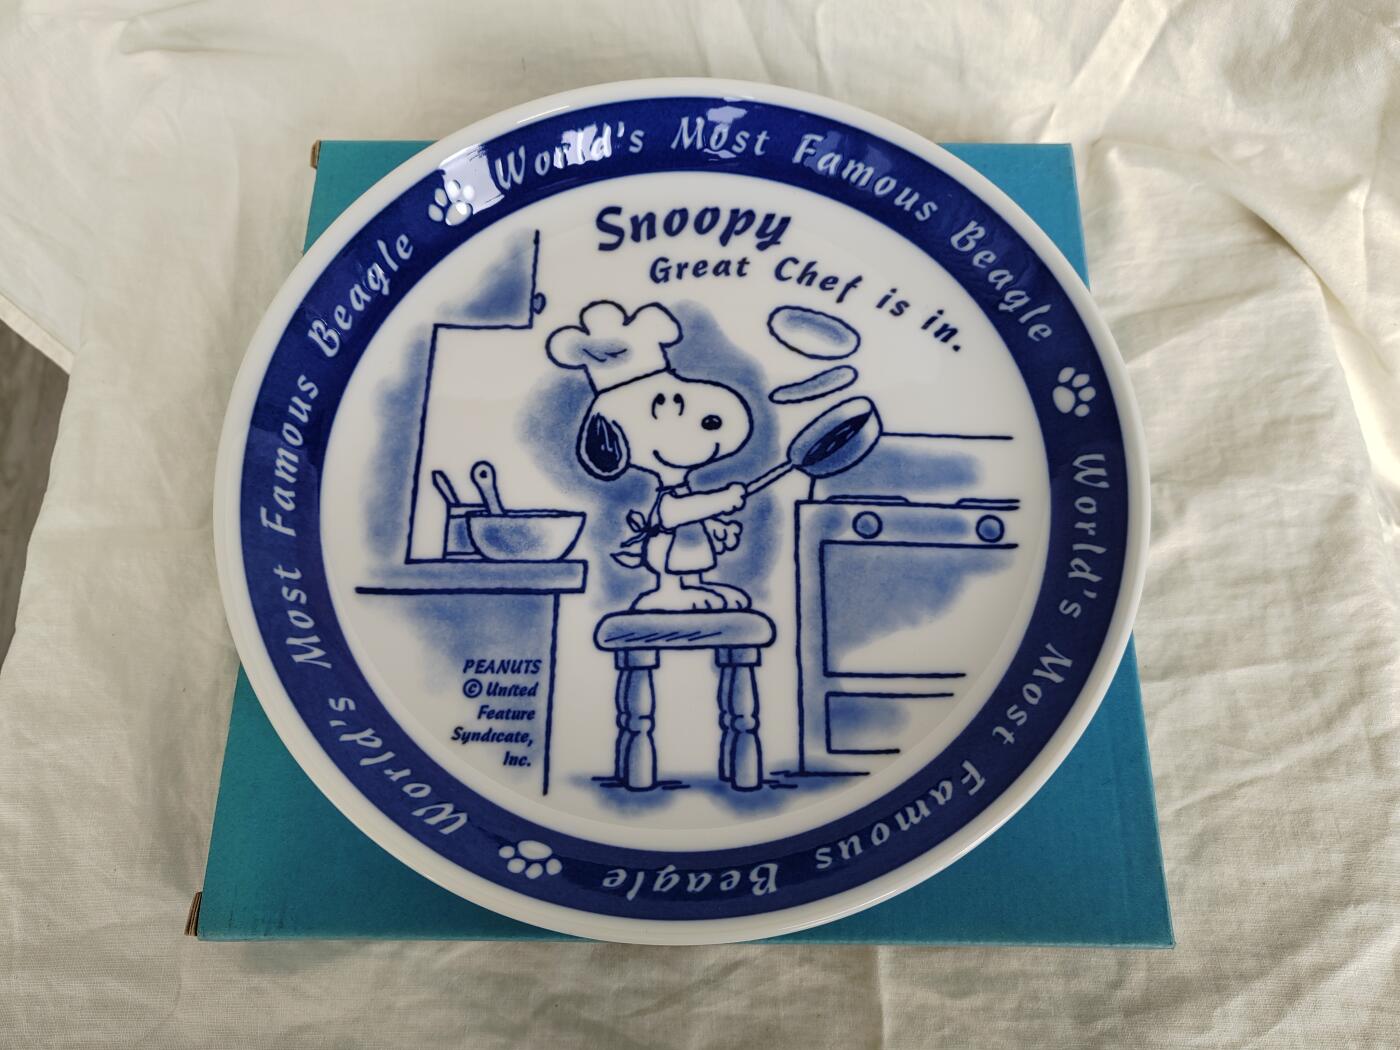 World's Most Famous Beagle
World's Most Famous Beagle
World's Most Famous Beagle
Snoopy
Great Chef is in.
PEANUTS
© United
Feature
Syndicate,
Inc.